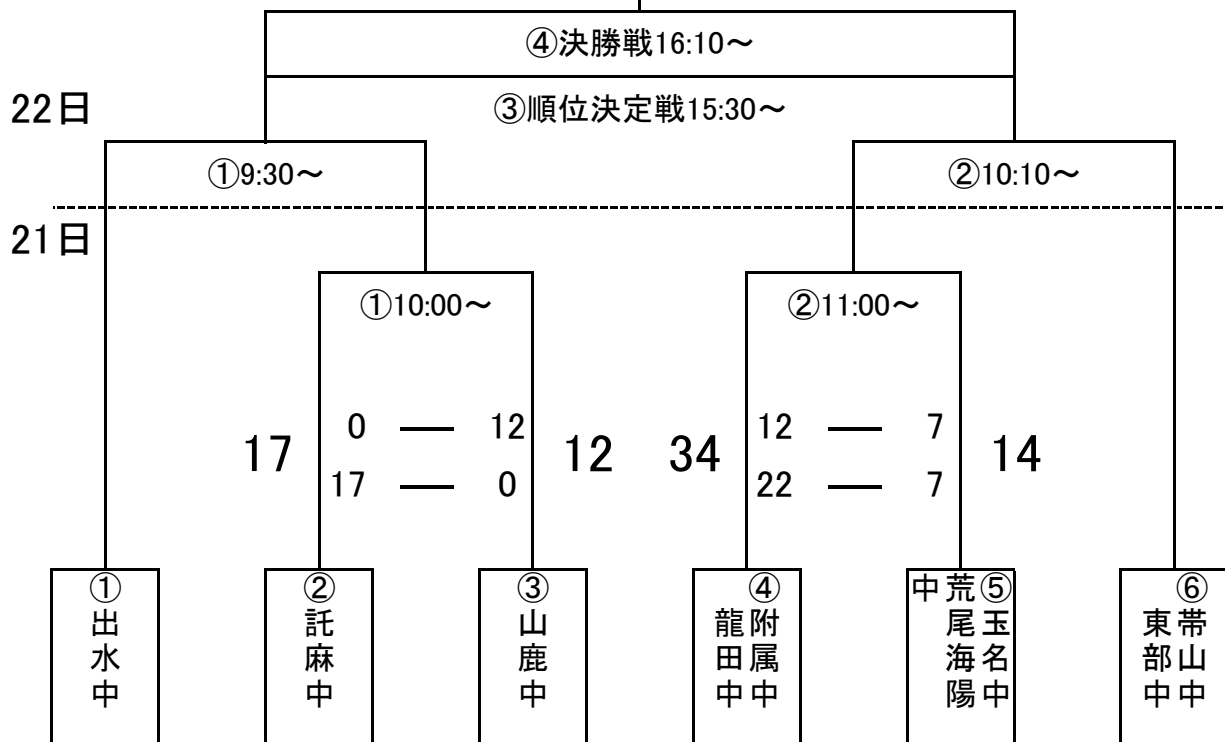 ④決勝戦16:10～
22日
③順位決定戦15:30～
①9:30～
②10:10～
21日
①10:00～
②11:00～
17
0 ― 12
17 ― 0
12
34
12 ― 7
22 ― 7
14
①出水中
②託麻中
③山鹿中
④附属中
龍田中
⑤玉名中
荒尾海陽中
⑥帯山中
東部中